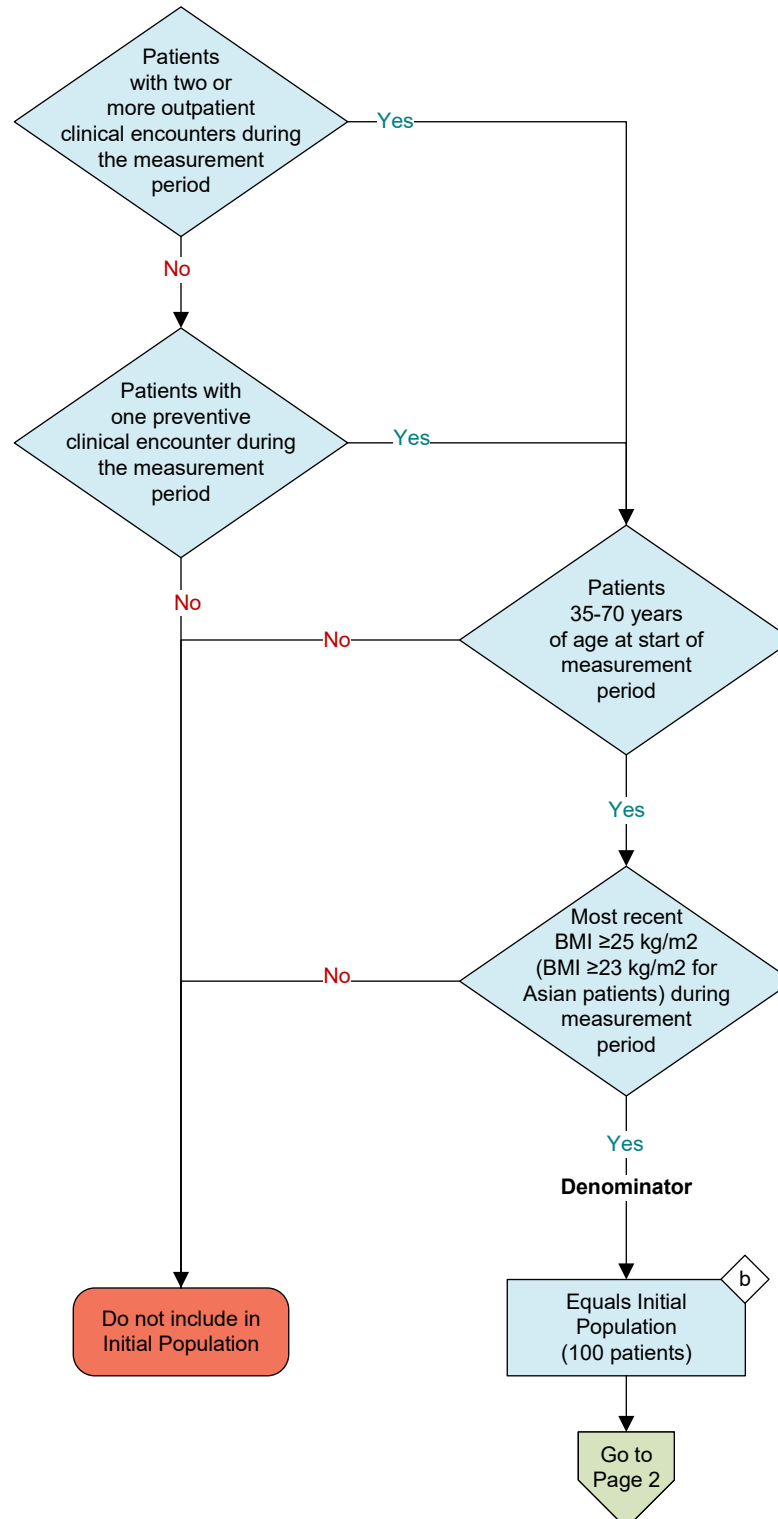 Patients
with two or
more outpatient
clinical encounters during
the measurement
period
Yes
No
Patients with
one preventive
clinical encounter during
the measurement
period
Yes
No
Patients
35-70 years
of age at start of
measurement
period
No
Yes
Most recent
BMI ≥25 kg/m2
(BMI ≥23 kg/m2 for
Asian patients) during
measurement
period
No
Yes
Denominator
b
Equals Initial
Population
(100 patients)
Do not include in
Initial Population
Go to
Page 2